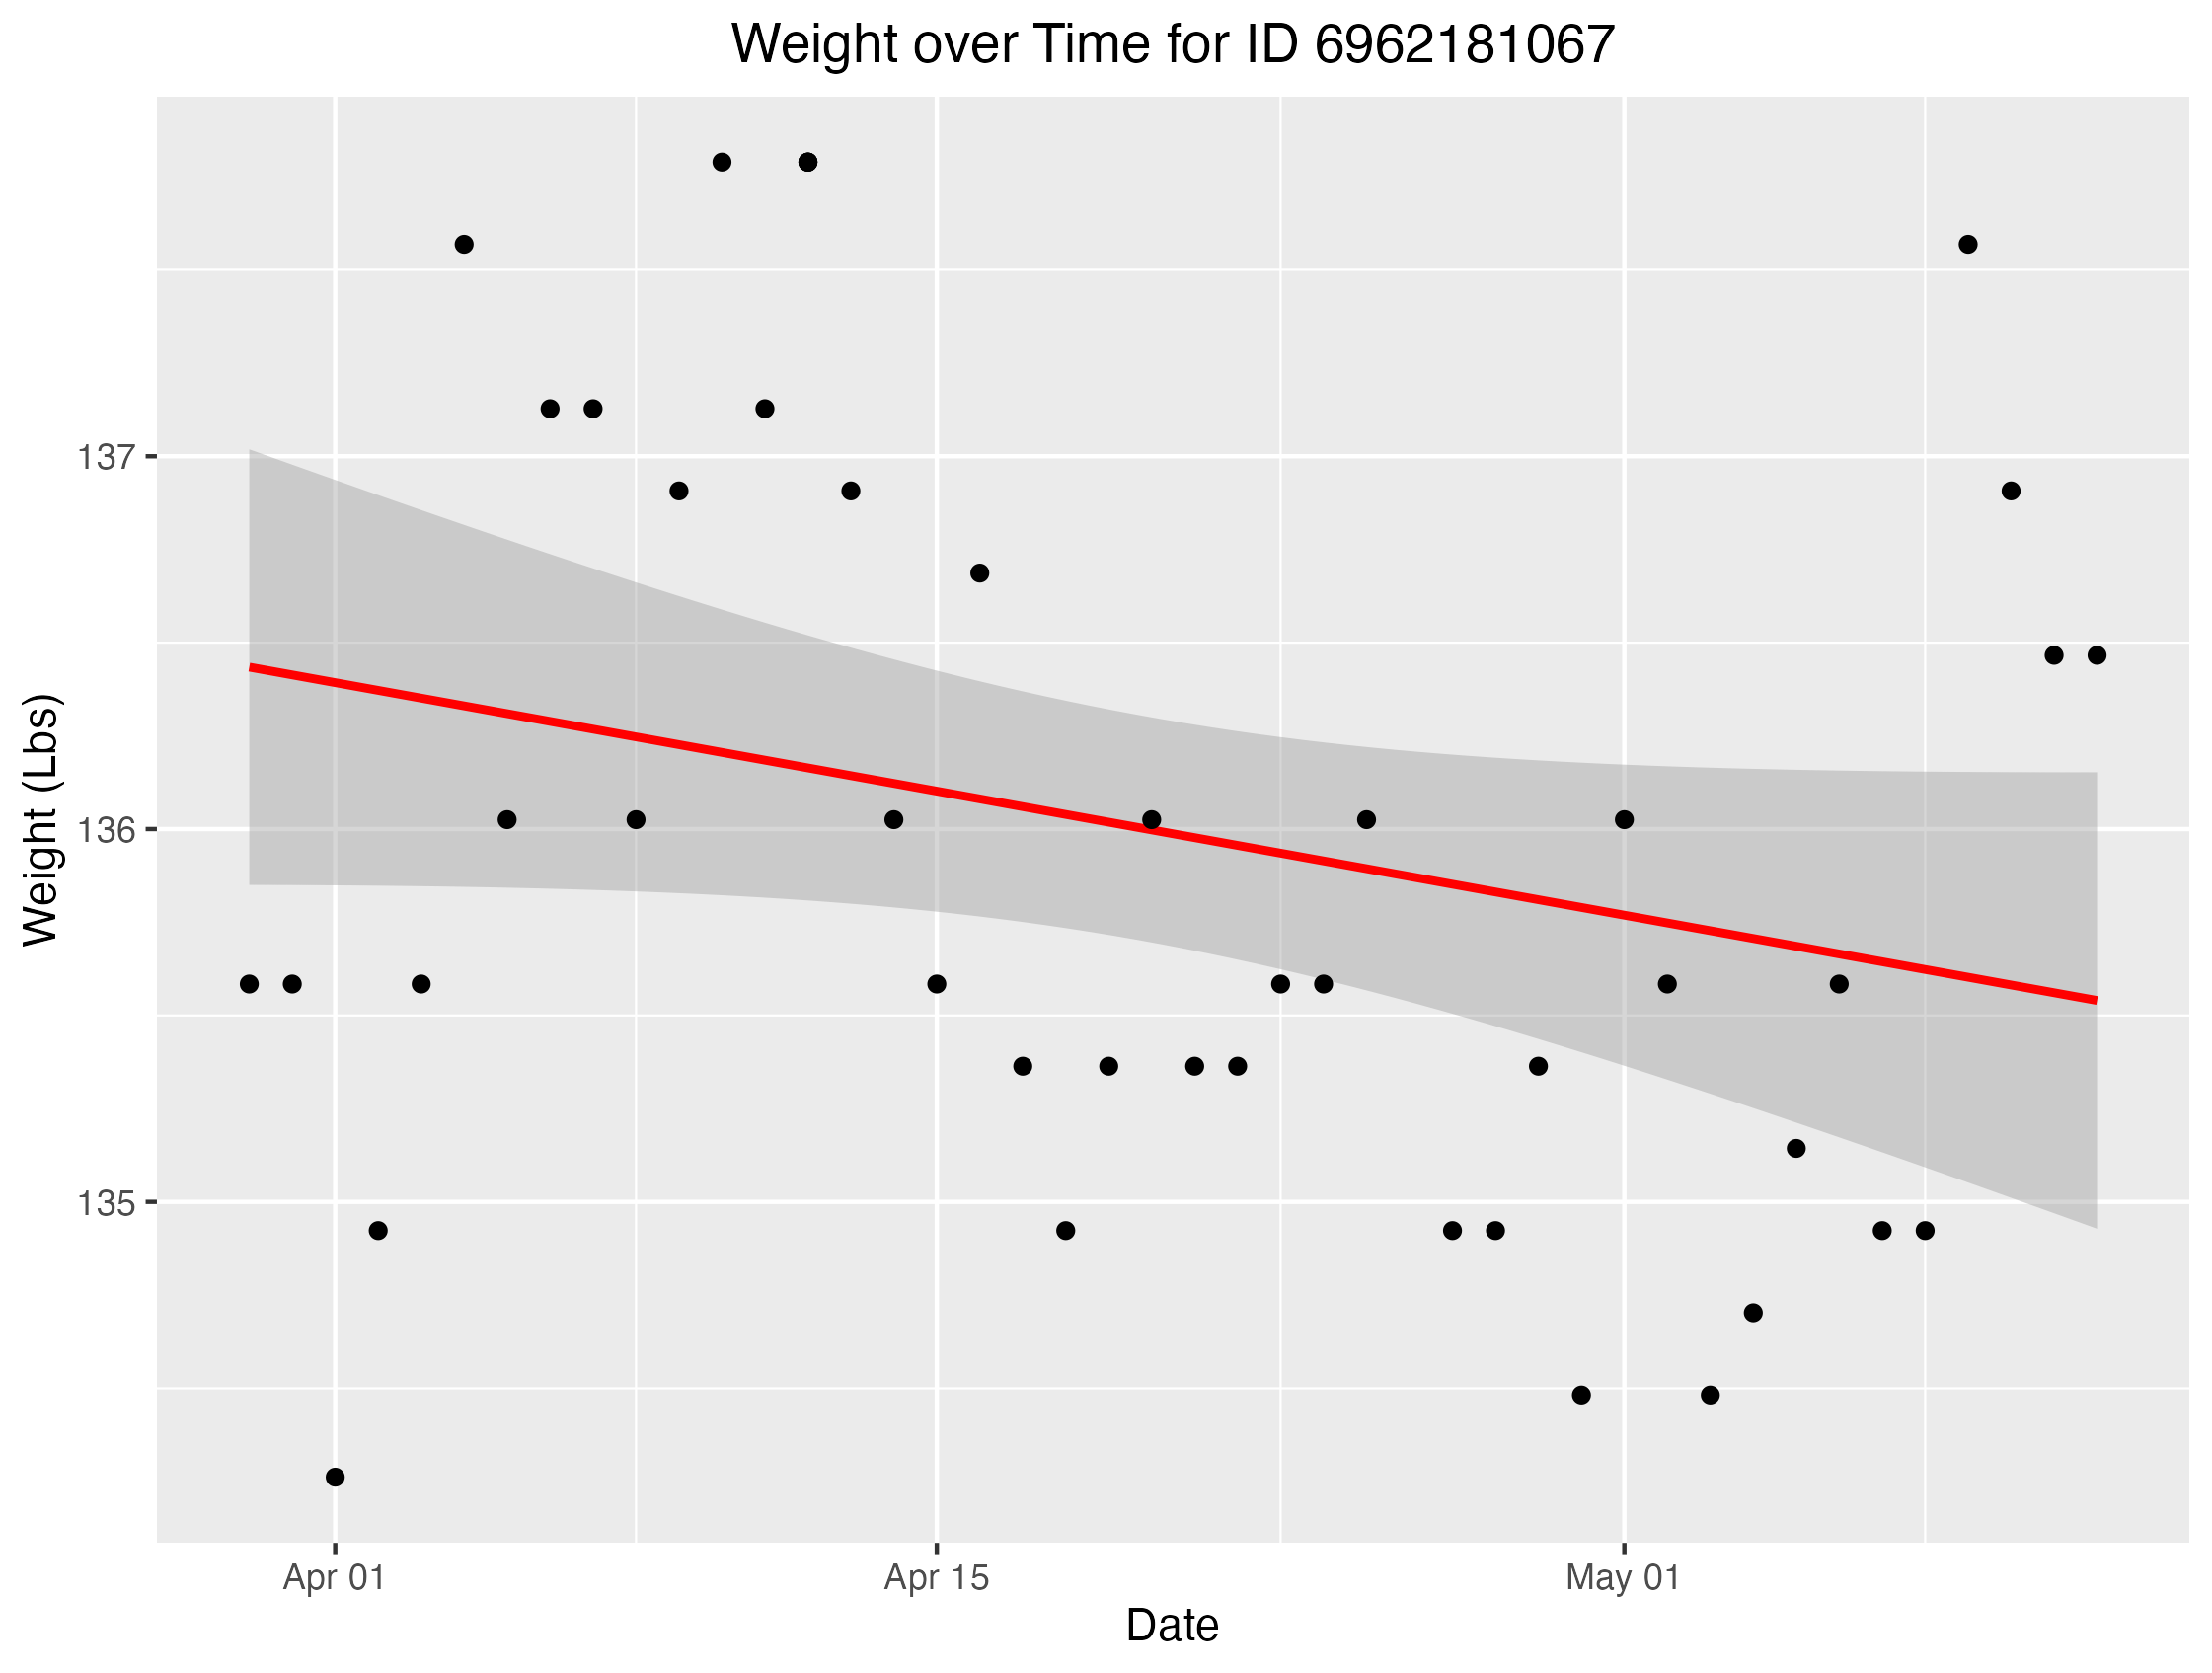 Weight over Time for ID 6962181067
Weight (Lbs)
137
136
135
Apr 01
Apr 15
May 01
Date